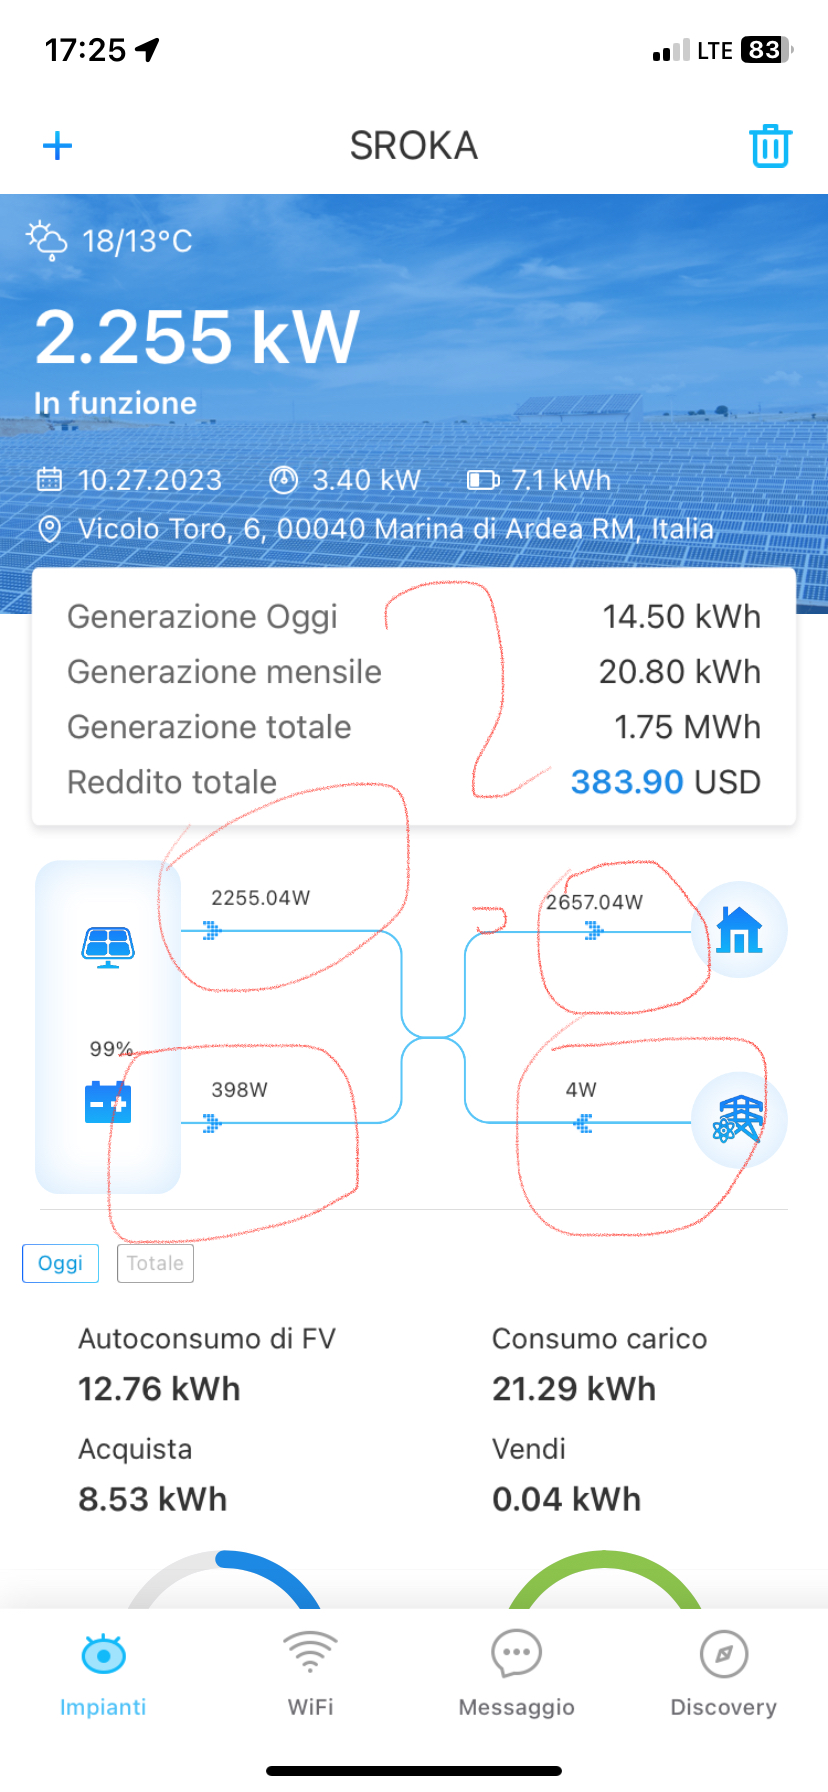 17:25
LTE 83
SROKA
18/13°C
2.255 kW
In funzione
10.27.2023 3.40 kW 7.1 kWh
Vicolo Toro, 6, 00040 Marina di Ardea RM, Italia
Generazione Oggi 14.50 kWh
Generazione mensile 20.80 kWh
Generazione totale 1.75 MWh
Reddito totale 383.90 USD
2255.04W 2657.04W
99%
398W 4W
Oggi Totale
Autoconsumo di FV Consumo carico
12.76 kWh 21.29 kWh
Acquista Vendi
8.53 kWh 0.04 kWh
Impianti WiFi Messaggio Discovery